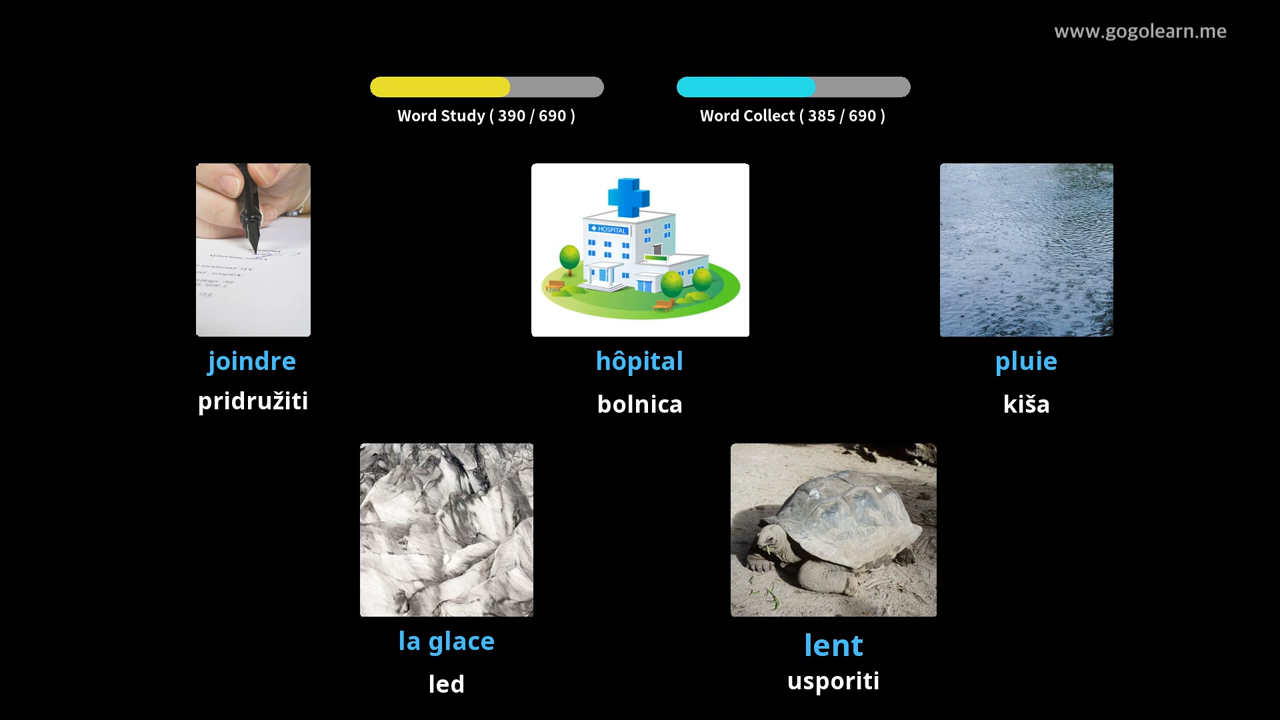 www.gogolearn.me
Word Study ( 390 / 690 )
Word Collect ( 385 / 690 )
HOSPITAL
joindre
hôpital
pluie
pridružiti
bolnica
kiša
la glace
lent
led
usporiti